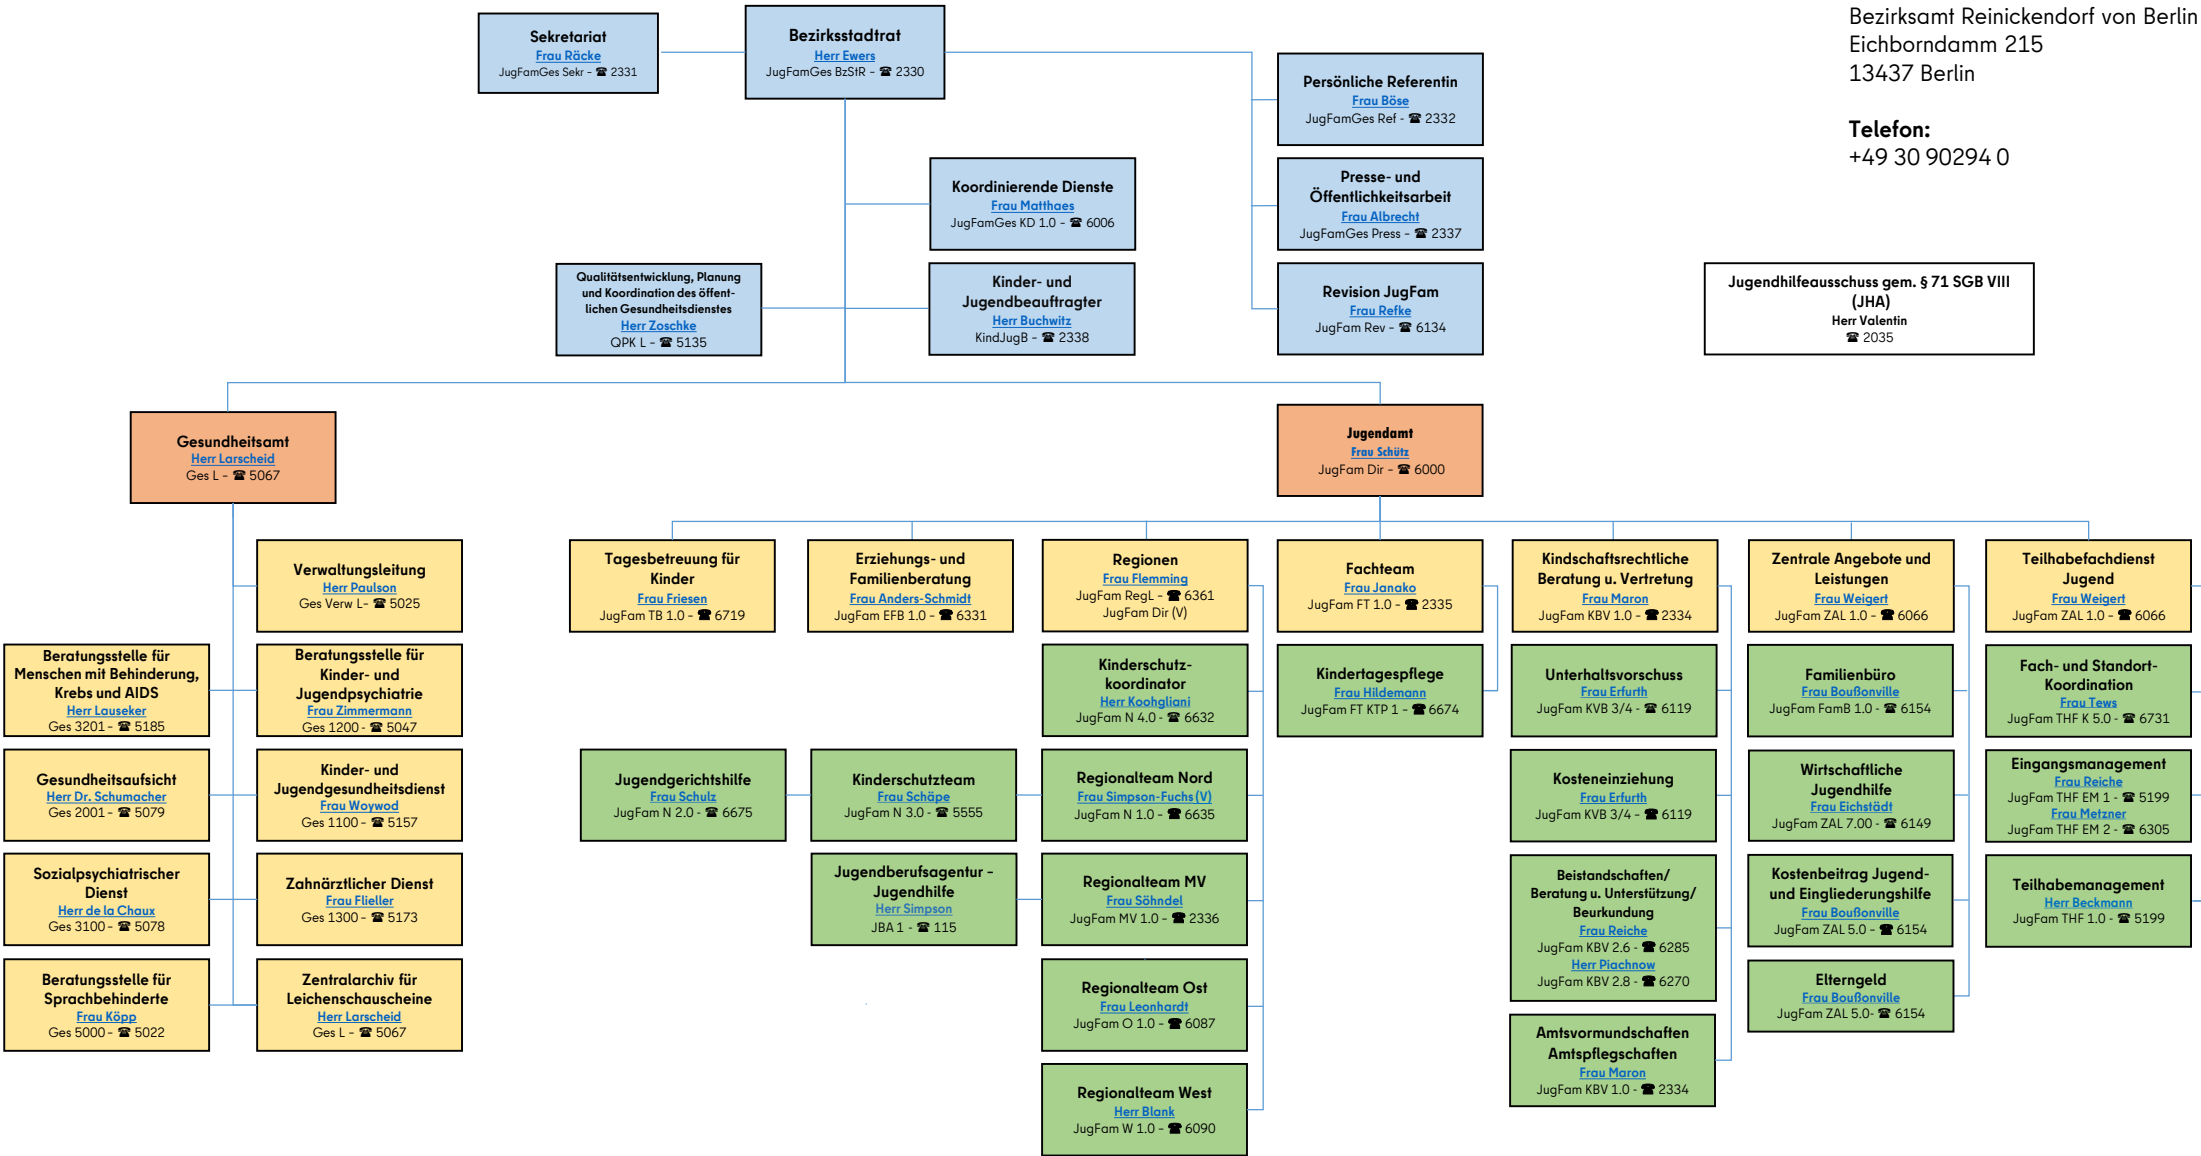 Bezirksamt Reinickendorf von Berlin
Eichborndamm 215
13437 Berlin
Telefon:
+49 30 90294 0
Sekretariat
Frau Räcke
JugFamGes Sekr - ☎ 2331
Bezirksstadtrat
Herr Ewers
JugFamGes BzStR - ☎ 2330
Persönliche Referentin
Frau Böse
JugFamGes Ref - ☎ 2332
Koordinierende Dienste
Frau Matthaes
JugFamGes KD 1.0 - ☎ 6006
Presse- und
Öffentlichkeitsarbeit
Frau Albrecht
JugFamGes Press - ☎ 2337
Qualitätsentwicklung, Planung
und Koordination des öffent-
lichen Gesundheitsdienstes
Herr Zoschke
QPK L - ☎ 5135
Kinder- und
Jugendbeauftragter
Herr Buchwitz
KindJugB - ☎ 2338
Revision JugFam
Frau Refke
JugFam Rev - ☎ 6134
Jugendhilfeausschuss gem. § 71 SGB VIII
(JHA)
Herr Valentin
☎ 2035
Gesundheitsamt
Herr Larscheid
Ges L - ☎ 5067
Jugendamt
Frau Schütz
JugFam Dir - ☎ 6000
Verwaltungsleitung
Herr Paulson
Ges Verw L- ☎ 5025
Beratungsstelle für
Menschen mit Behinderung,
Krebs und AIDS
Herr Lauseker
Ges 3201 - ☎ 5185
Beratungsstelle für
Kinder- und
Jugendpsychiatrie
Frau Zimmermann
Ges 1200 - ☎ 5047
Gesundheitsaufsicht
Herr Dr. Schumacher
Ges 2001 - ☎ 5079
Kinder- und
Jugendgesundheitsdienst
Frau Woywod
Ges 1100 - ☎ 5157
Sozialpsychiatrischer
Dienst
Herr de la Chaux
Ges 3100 - ☎ 5078
Zahnärztlicher Dienst
Frau Flieller
Ges 1300 - ☎ 5173
Beratungsstelle für
Sprachbehinderte
Frau Köpp
Ges 5000 - ☎ 5022
Zentralarchiv für
Leichenschauscheine
Herr Larscheid
Ges L - ☎ 5067
Tagesbetreuung für
Kinder
Frau Friesen
JugFam TB 1.0 - ☎ 6719
Erziehungs- und
Familienberatung
Frau Anders-Schmidt
JugFam EFB 1.0 - ☎ 6331
Regionen
Frau Flemming
JugFam RegL - ☎ 6361
JugFam Dir (V)
Fachteam
Frau Janako
JugFam FT 1.0 - ☎ 2335
Kindschaftsrechtliche
Beratung u. Vertretung
Frau Maron
JugFam KBV 1.0 - ☎ 2334
Zentrale Angebote und
Leistungen
Frau Weigert
JugFam ZAL 1.0 - ☎ 6066
Teilhabefachdienst
Jugend
Frau Weigert
JugFam ZAL 1.0 - ☎ 6066
Kinderschutz-
koordinator
Herr Koohgliani
JugFam N 4.0 - ☎ 6632
Kindertagespflege
Frau Hildemann
JugFam FT KTP 1 - ☎ 6674
Unterhaltsvorschuss
Frau Erfurth
JugFam KVB 3/4 - ☎ 6119
Familienbüro
Frau Boußonville
JugFam FamB 1.0 - ☎ 6154
Fach- und Standort-
Koordination
Frau Tews
JugFam THF K 5.0 - ☎ 6731
Jugendgerichtshilfe
Frau Schulz
JugFam N 2.0 - ☎ 6675
Kinderschutzteam
Frau Schäpe
JugFam N 3.0 - ☎ 5555
Regionalteam Nord
Frau Simpson-Fuchs (V)
JugFam N 1.0 - ☎ 6635
Kosteneinziehung
Frau Erfurth
JugFam KVB 3/4 - ☎ 6119
Wirtschaftliche
Jugendhilfe
Frau Eichstädt
JugFam ZAL 7.00 - ☎ 6149
Eingangsmanagement
Frau Reiche
JugFam THF EM 1 - ☎ 5199
Frau Metzner
JugFam THF EM 2 - ☎ 6305
Jugendberufsagentur -
Jugendhilfe
Herr Simpson
JBA 1 - ☎ 115
Regionalteam MV
Frau Söhndel
JugFam MV 1.0 - ☎ 2336
Beistandschaften/
Beratung u. Unterstützung/
Beurkundung
Frau Reiche
JugFam KBV 2.6 - ☎ 6285
Herr Piachnow
JugFam KBV 2.8 - ☎ 6270
Kostenbeitrag Jugend-
und Eingliederungshilfe
Frau Boußonville
JugFam ZAL 5.0 - ☎ 6154
Teilhabemanagement
Herr Beckmann
JugFam THF 1.0 - ☎ 5199
Regionalteam Ost
Frau Leonhardt
JugFam O 1.0 - ☎ 6087
Elterngeld
Frau Boußonville
JugFam ZAL 5.0- ☎ 6154
Amtsvormundschaften
Amtspflegschaften
Frau Maron
JugFam KBV 1.0 - ☎ 2334
Regionalteam West
Herr Blank
JugFam W 1.0 - ☎ 6090